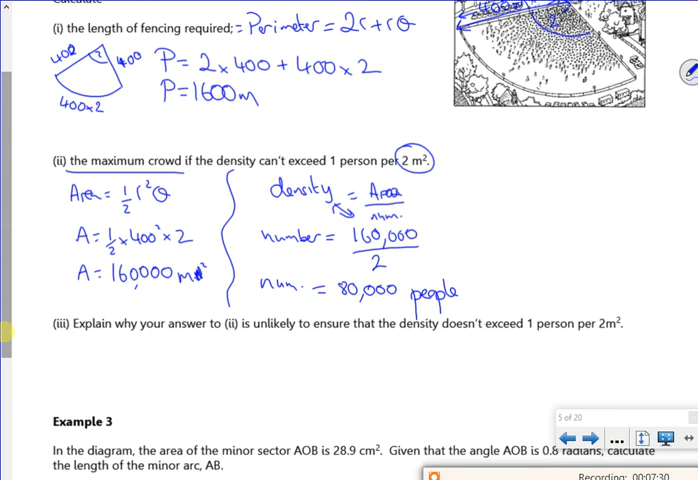 (i) the length of fencing required; = Perimeter = 2r + rθ
400
2
400
400×2
P = 2 × 400 + 400 × 2
P = 1600m
400m
2
(ii) the maximum crowd if the density can't exceed 1 person per 2 m².
Area = 1/2 r²θ
A = 1/2 × 400² × 2
A = 160,000 m²
density = Area / num.
number = 160,000 / 2
num. = 80,000 people
(iii) Explain why your answer to (ii) is unlikely to ensure that the density doesn't exceed 1 person per 2m².
Example 3
In the diagram, the area of the minor sector AOB is 28.9 cm². Given that the angle AOB is 0.8 radians, calculate
the length of the minor arc, AB.
5 of 20
Recording: 00:07:30